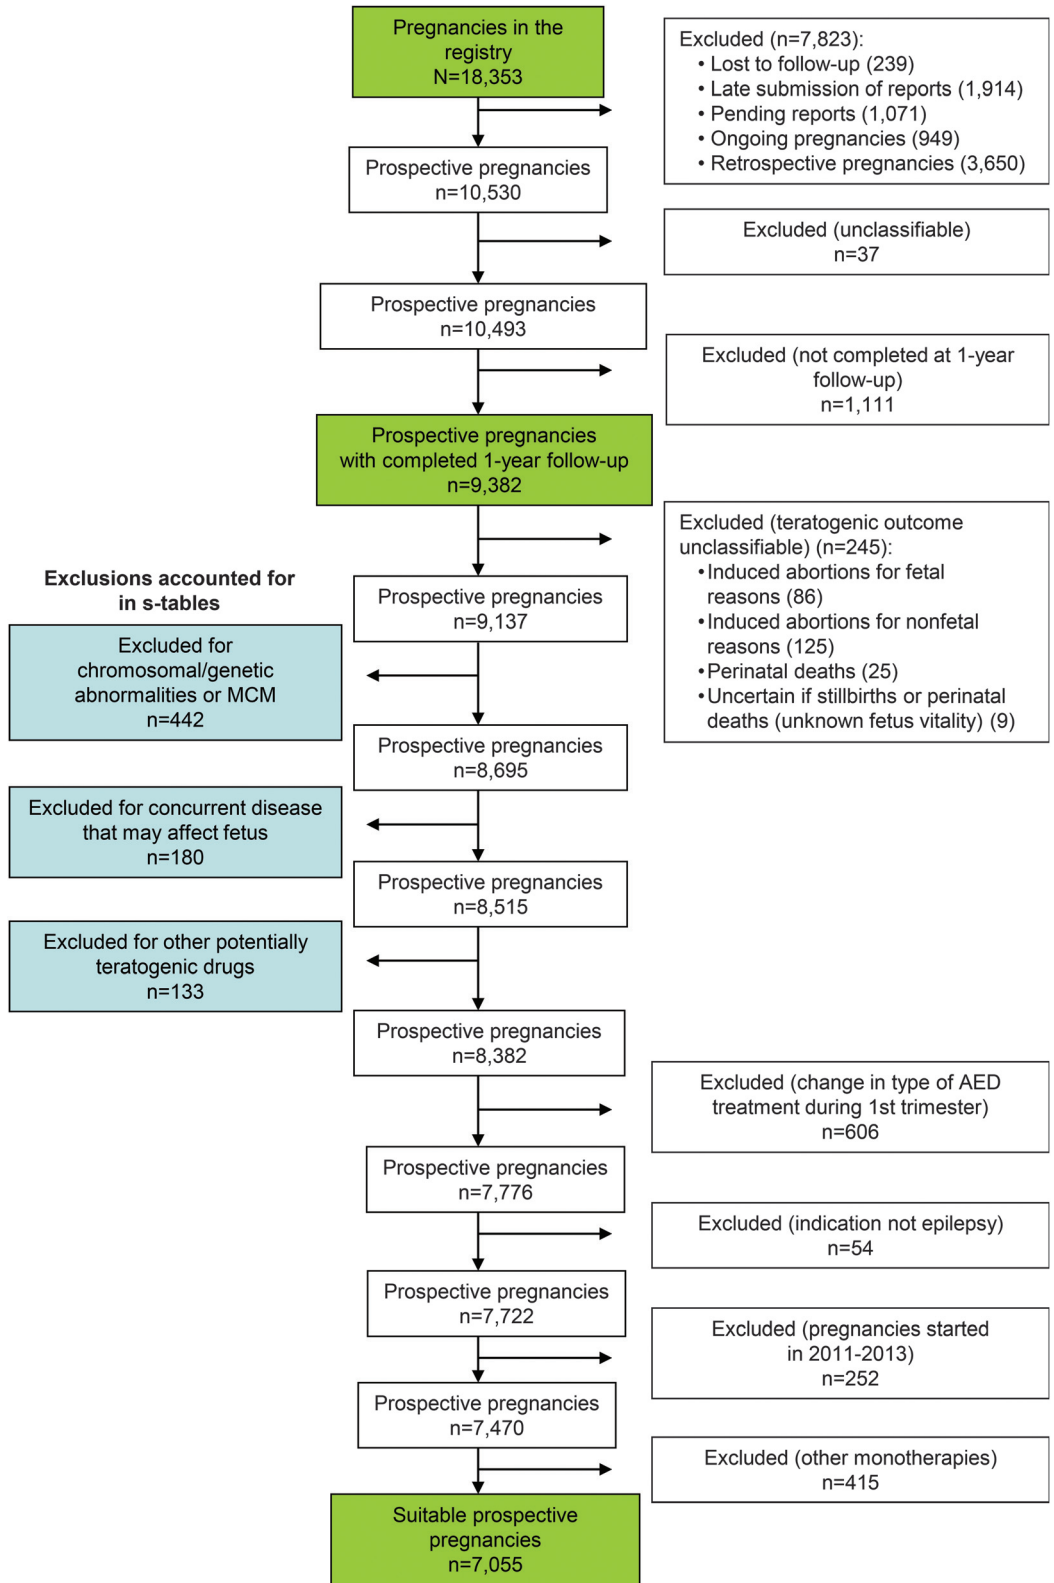 Pregnancies in the
registry
N=18,353
Excluded (n=7,823):
• Lost to follow-up (239)
• Late submission of reports (1,914)
• Pending reports (1,071)
• Ongoing pregnancies (949)
• Retrospective pregnancies (3,650)
Prospective pregnancies
n=10,530
Excluded (unclassifiable)
n=37
Prospective pregnancies
n=10,493
Excluded (not completed at 1-year
follow-up)
n=1,111
Prospective pregnancies
with completed 1-year follow-up
n=9,382
Excluded (teratogenic outcome
unclassifiable) (n=245):
•Induced abortions for fetal
reasons (86)
•Induced abortions for nonfetal
reasons (125)
•Perinatal deaths (25)
•Uncertain if stillbirths or perinatal
deaths (unknown fetus vitality) (9)
Exclusions accounted for
in s-tables
Prospective pregnancies
n=9,137
Excluded for
chromosomal/genetic
abnormalities or MCM
n=442
Prospective pregnancies
n=8,695
Excluded for concurrent disease
that may affect fetus
n=180
Prospective pregnancies
n=8,515
Excluded for other potentially
teratogenic drugs
n=133
Prospective pregnancies
n=8,382
Excluded (change in type of AED
treatment during 1st trimester)
n=606
Prospective pregnancies
n=7,776
Excluded (indication not epilepsy)
n=54
Prospective pregnancies
n=7,722
Excluded (pregnancies started
in 2011-2013)
n=252
Prospective pregnancies
n=7,470
Excluded (other monotherapies)
n=415
Suitable prospective
pregnancies
n=7,055